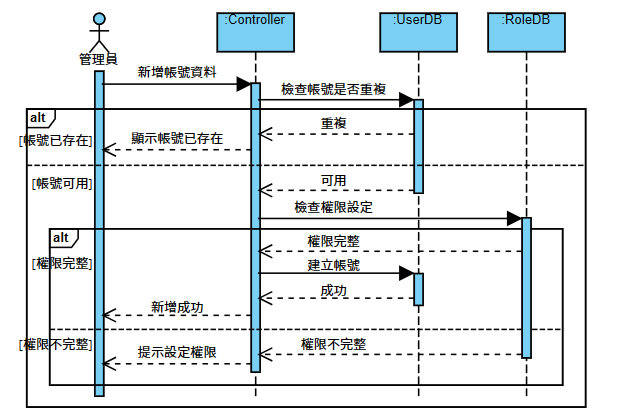 :Controller
:UserDB
:RoleDB
管理員
新增帳號資料
檢查帳號是否重複
alt
重複
[帳號已存在]
顯示帳號已存在
[帳號可用]
可用
檢查權限設定
alt
權限完整
[權限完整]
建立帳號
成功
新增成功
[權限不完整]
權限不完整
提示設定權限